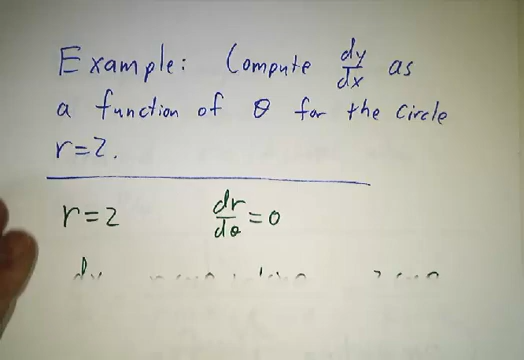 Example: Compute dy/dx as
a function of θ for the circle
r=2.
r=2 dr/dθ=0